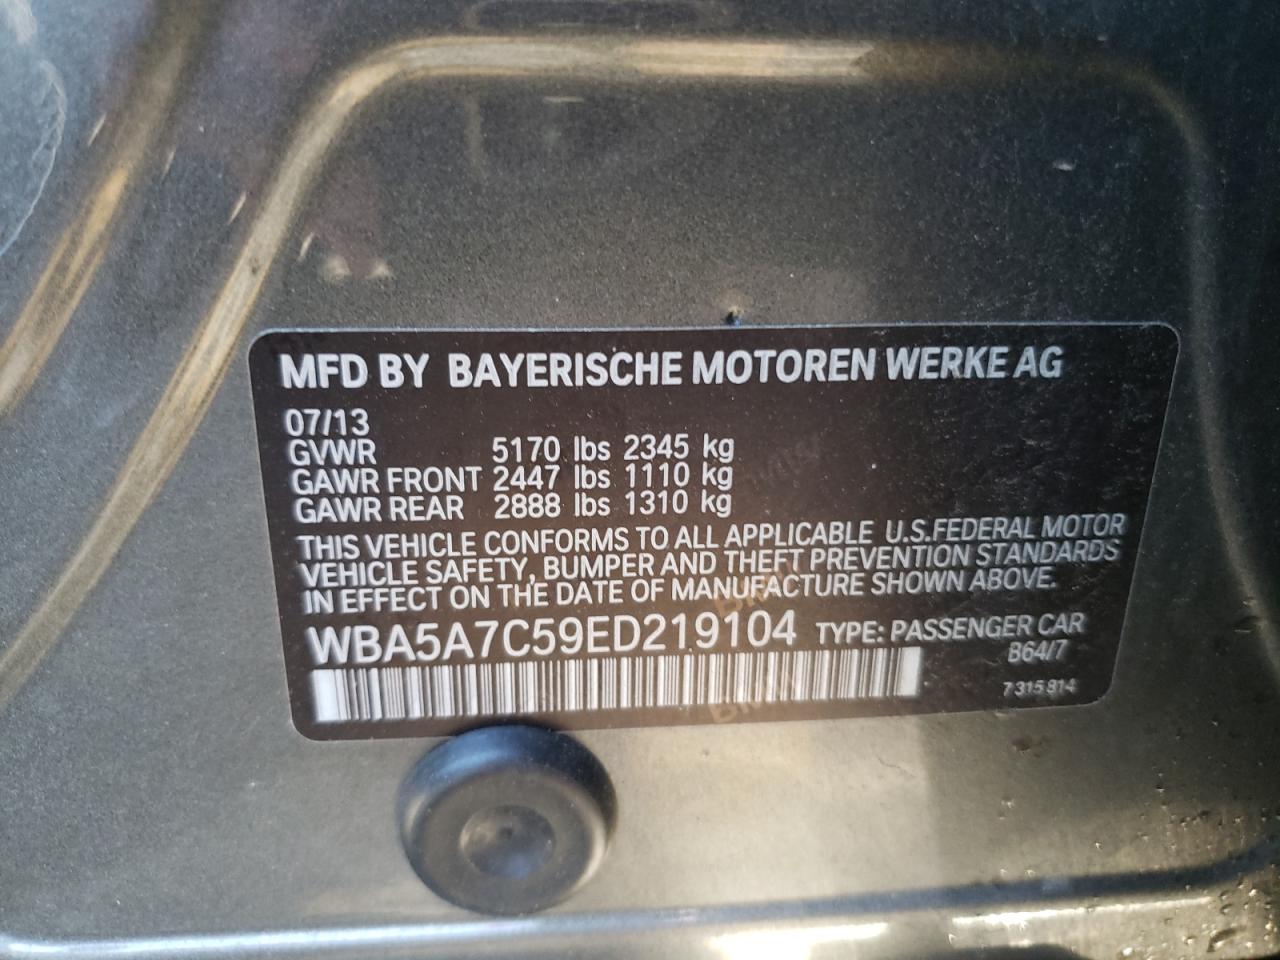 MFD BY BAYERISCHE MOTOREN WERKE AG
07/13
GVWR 5170 lbs 2345 kg
GAWR FRONT 2447 lbs 1110 kg
GAWR REAR 2888 lbs 1310 kg
THIS VEHICLE CONFORMS TO ALL APPLICABLE U.S.FEDERAL MOTOR
VEHICLE SAFETY, BUMPER AND THEFT PREVENTION STANDARDS
IN EFFECT ON THE DATE OF MANUFACTURE SHOWN ABOVE.
WBA5A7C59ED219104 TYPE: PASSENGER CAR
B64/7
7 315 814